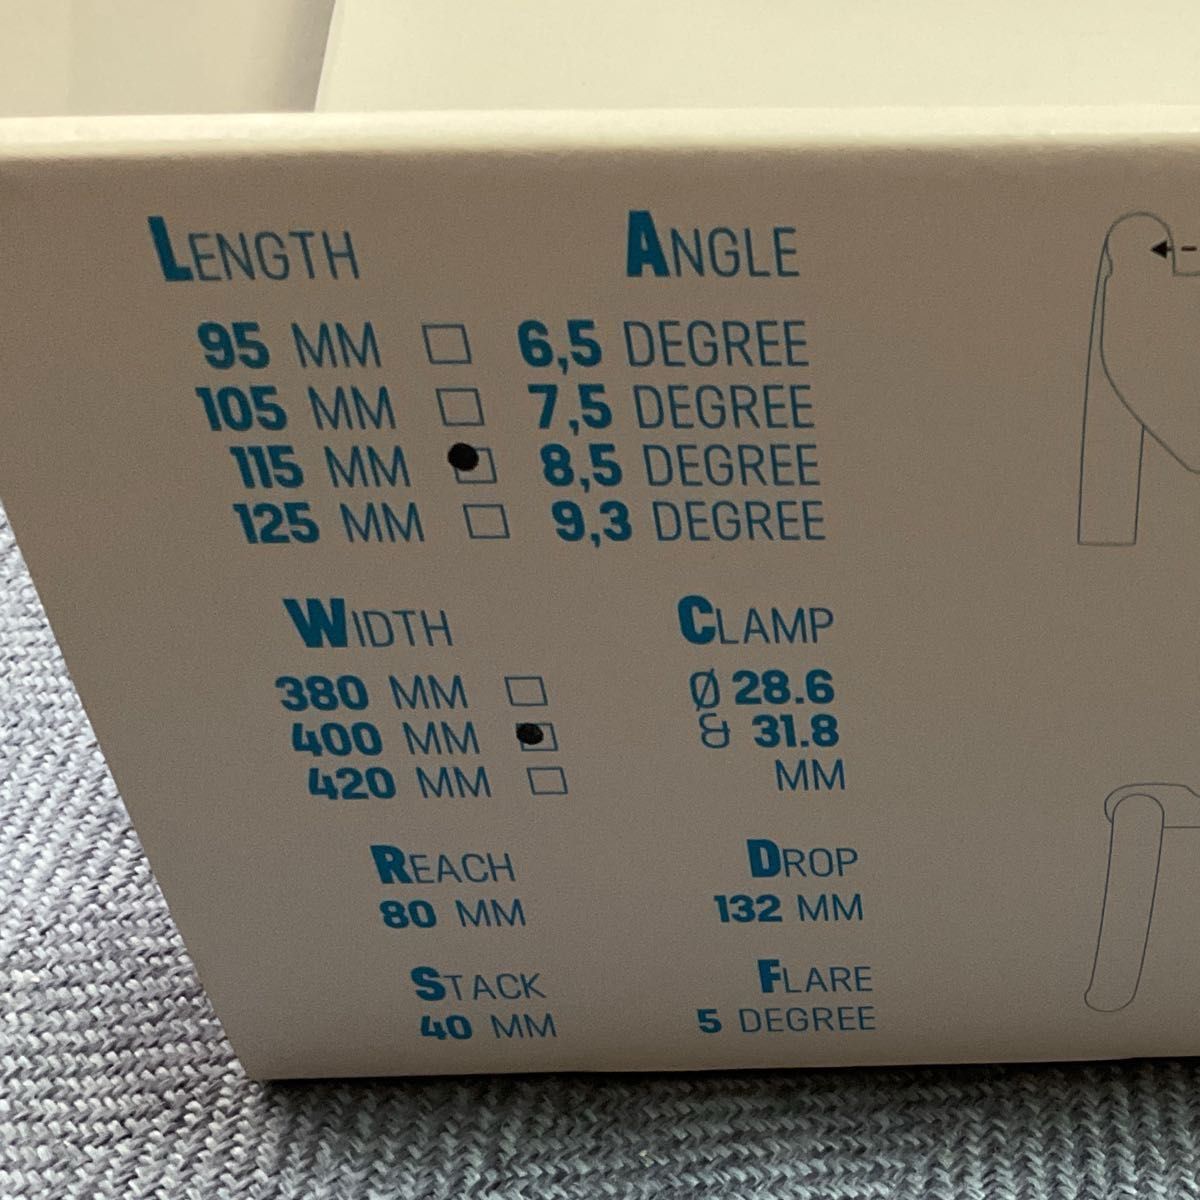 LENGTH ANGLE
95 MM 6,5 DEGREE
105 MM 7,5 DEGREE
115 MM 8,5 DEGREE
125 MM 9,3 DEGREE
WIDTH CLAMP
380 MM Ø 28.6
400 MM & 31.8
420 MM MM
REACH DROP
80 MM 132 MM
STACK FLARE
40 MM 5 DEGREE